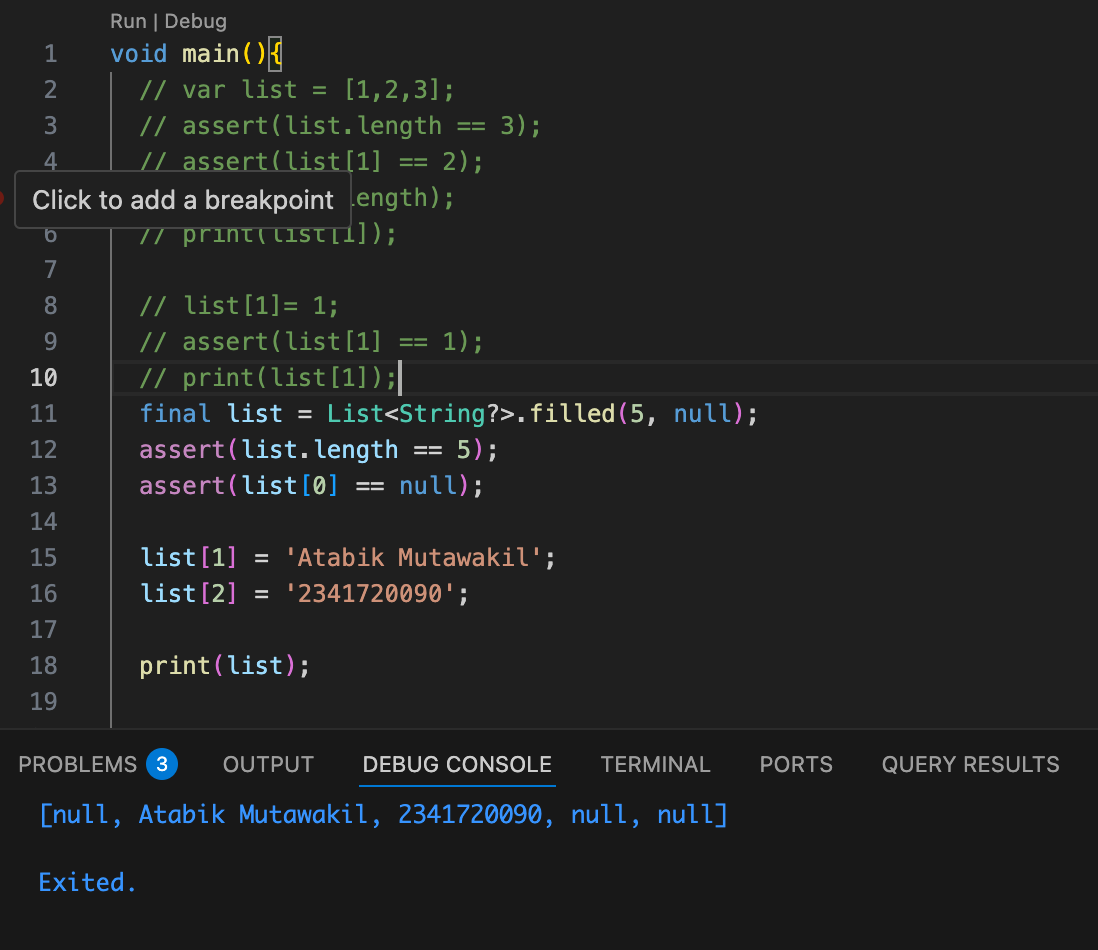 Run | Debug
1 void main(){
2 // var list = [1,2,3];
3 // assert(list.length == 3);
4 // assert(list[1] == 2);
Click to add a breakpoint length);
6 // print(list[1]);
7
8 // list[1]= 1;
9 // assert(list[1] == 1);
10 // print(list[1]);
11 final list = List<String?>.filled(5, null);
12 assert(list.length == 5);
13 assert(list[0] == null);
14
15 list[1] = 'Atabik Mutawakil';
16 list[2] = '2341720090';
17
18 print(list);
19
PROBLEMS 3 OUTPUT DEBUG CONSOLE TERMINAL PORTS QUERY RESULTS
[null, Atabik Mutawakil, 2341720090, null, null]
Exited.